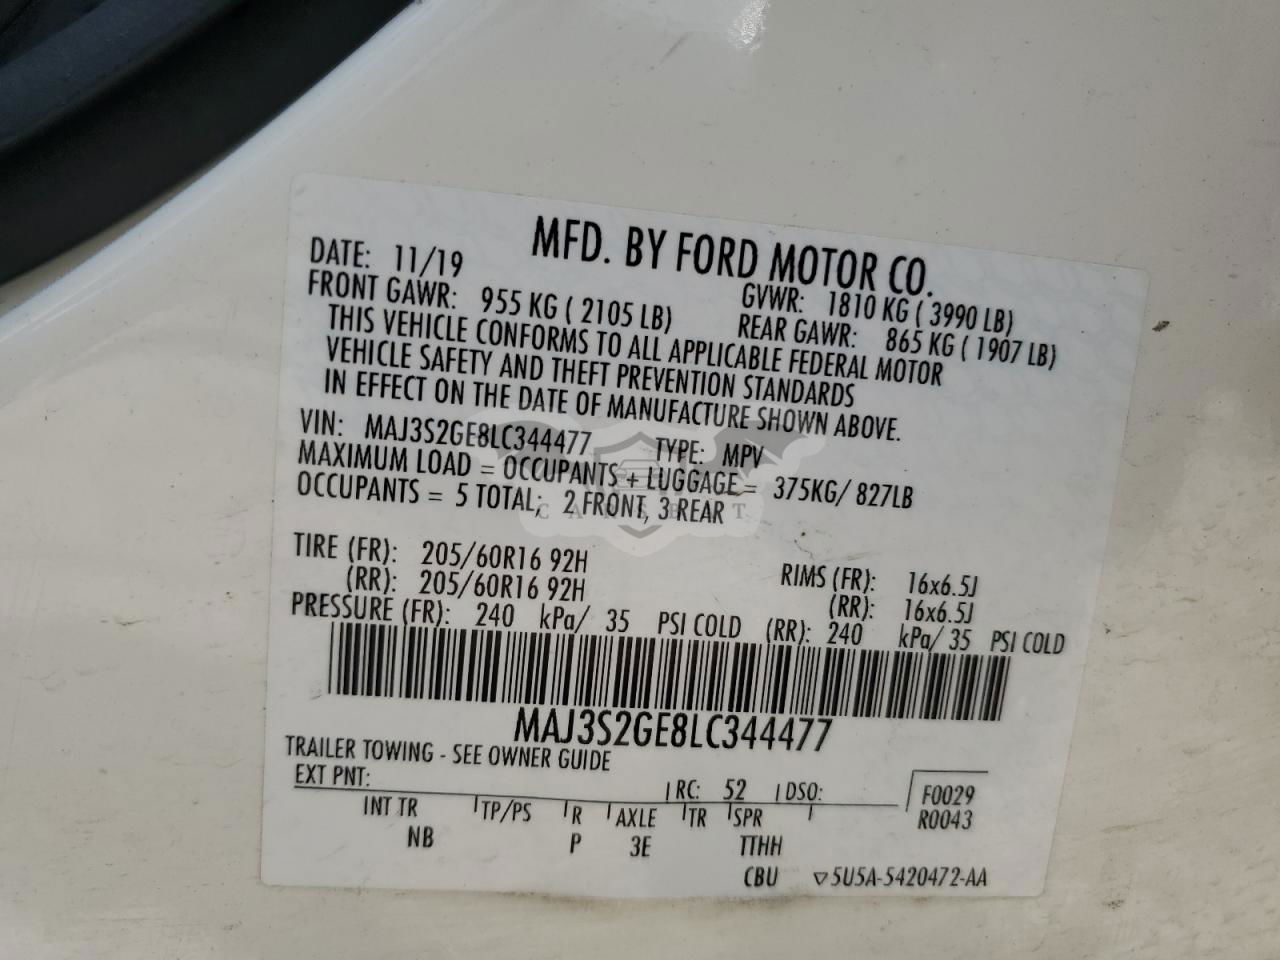 MFD. BY FORD MOTOR CO.
DATE: 11/19 GVWR: 1810 KG ( 3990 LB)
FRONT GAWR: 955 KG ( 2105 LB) REAR GAWR: 865 KG ( 1907 LB)
THIS VEHICLE CONFORMS TO ALL APPLICABLE FEDERAL MOTOR
VEHICLE SAFETY AND THEFT PREVENTION STANDARDS
IN EFFECT ON THE DATE OF MANUFACTURE SHOWN ABOVE.
VIN: MAJ3S2GE8LC344477 TYPE: MPV
MAXIMUM LOAD = OCCUPANTS + LUGGAGE = 375KG/ 827LB
OCCUPANTS = 5 TOTAL; 2 FRONT, 3 REAR
TIRE (FR): 205/60R16 92H RIMS (FR): 16x6.5J
(RR): 205/60R16 92H (RR): 16x6.5J
PRESSURE (FR): 240 kPa/ 35 PSI COLD (RR): 240 kPa/ 35 PSI COLD
MAJ3S2GE8LC344477
TRAILER TOWING - SEE OWNER GUIDE
EXT PNT: RC: 52 DSO: F0029
INT TR TP/PS R AXLE TR SPR R0043
NB P 3E TTHH
CBU ▽5U5A-5420472-AA